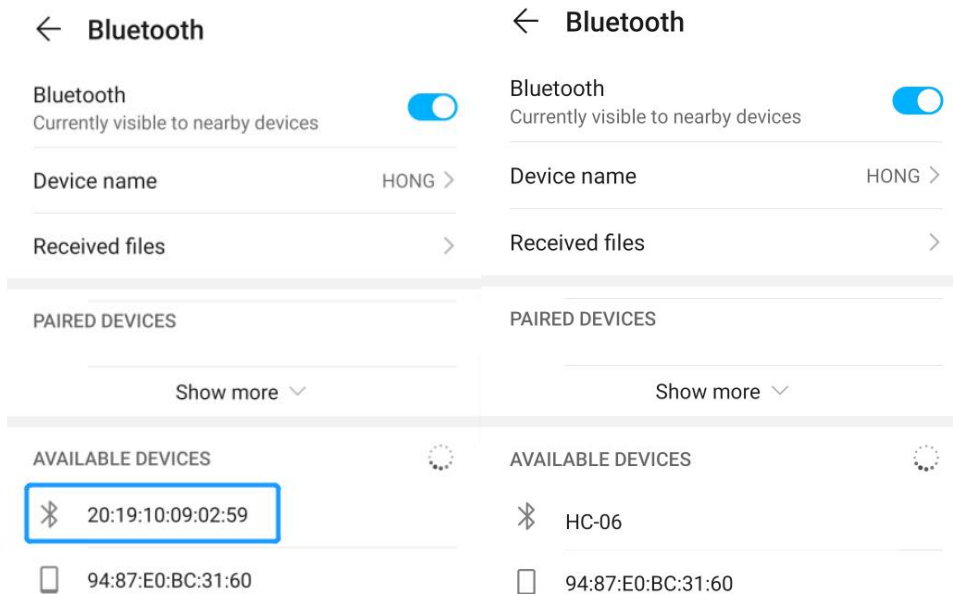 Bluetooth
Bluetooth
Currently visible to nearby devices
Device name HONG
Received files
PAIRED DEVICES
Show more
AVAILABLE DEVICES
20:19:10:09:02:59
94:87:E0:BC:31:60
Bluetooth
Bluetooth
Currently visible to nearby devices
Device name HONG
Received files
PAIRED DEVICES
Show more
AVAILABLE DEVICES
HC-06
94:87:E0:BC:31:60